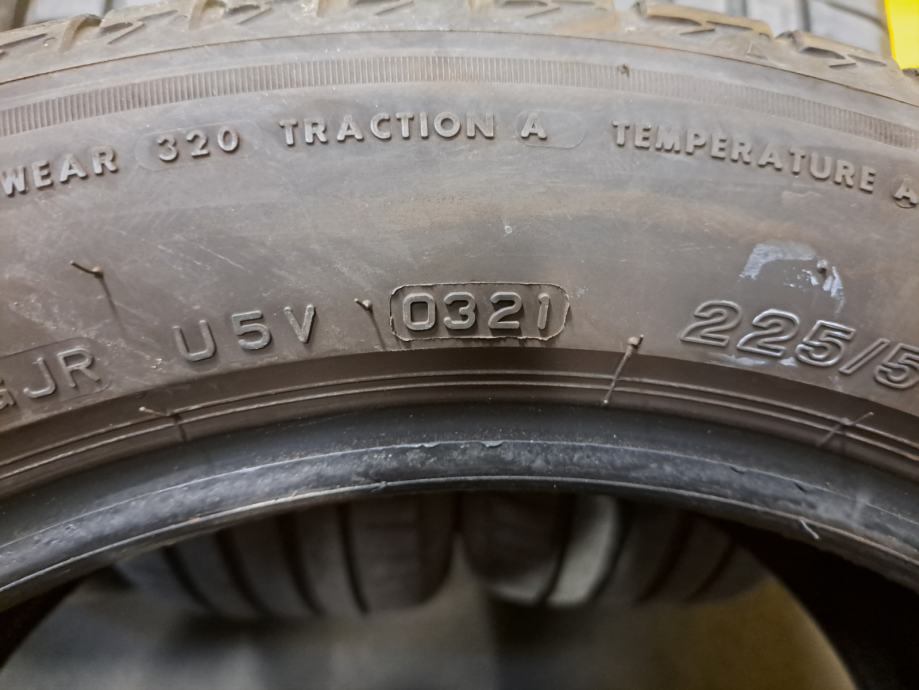 WEAR 320 TRACTION A TEMPERATURE A
GJR U5V 0321 225/5